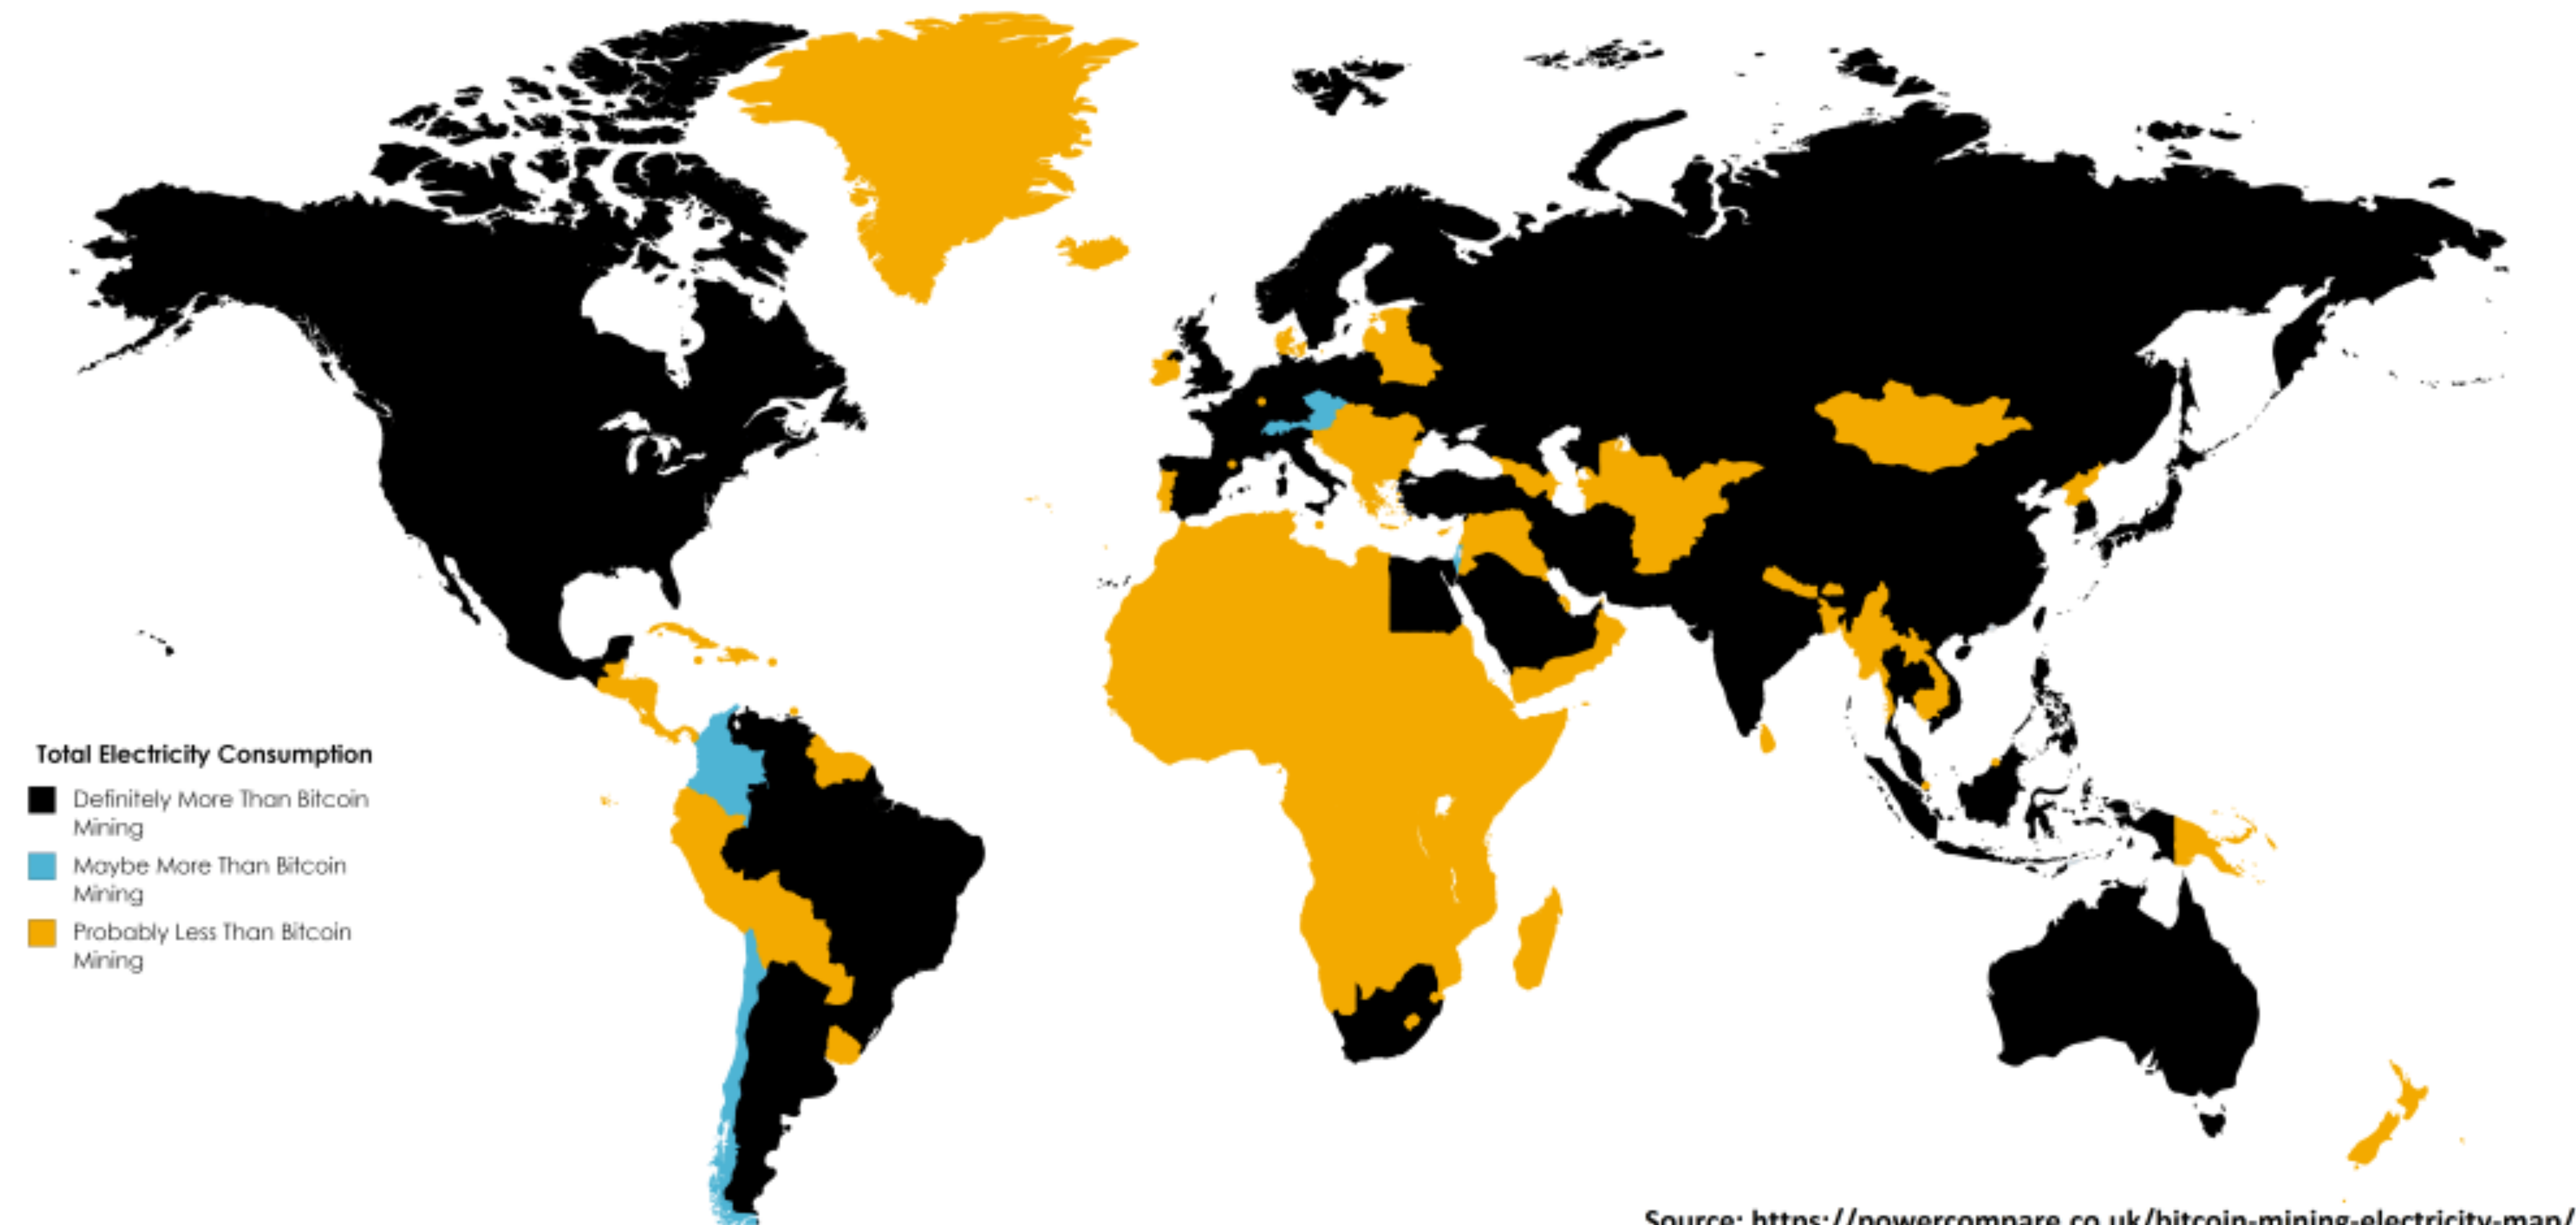 Total Electricity Consumption
Definitely More Than Bitcoin
Mining
Maybe More Than Bitcoin
Mining
Probably Less Than Bitcoin
Mining
Source: https://powercompare.co.uk/bitcoin-mining-electricity-map/